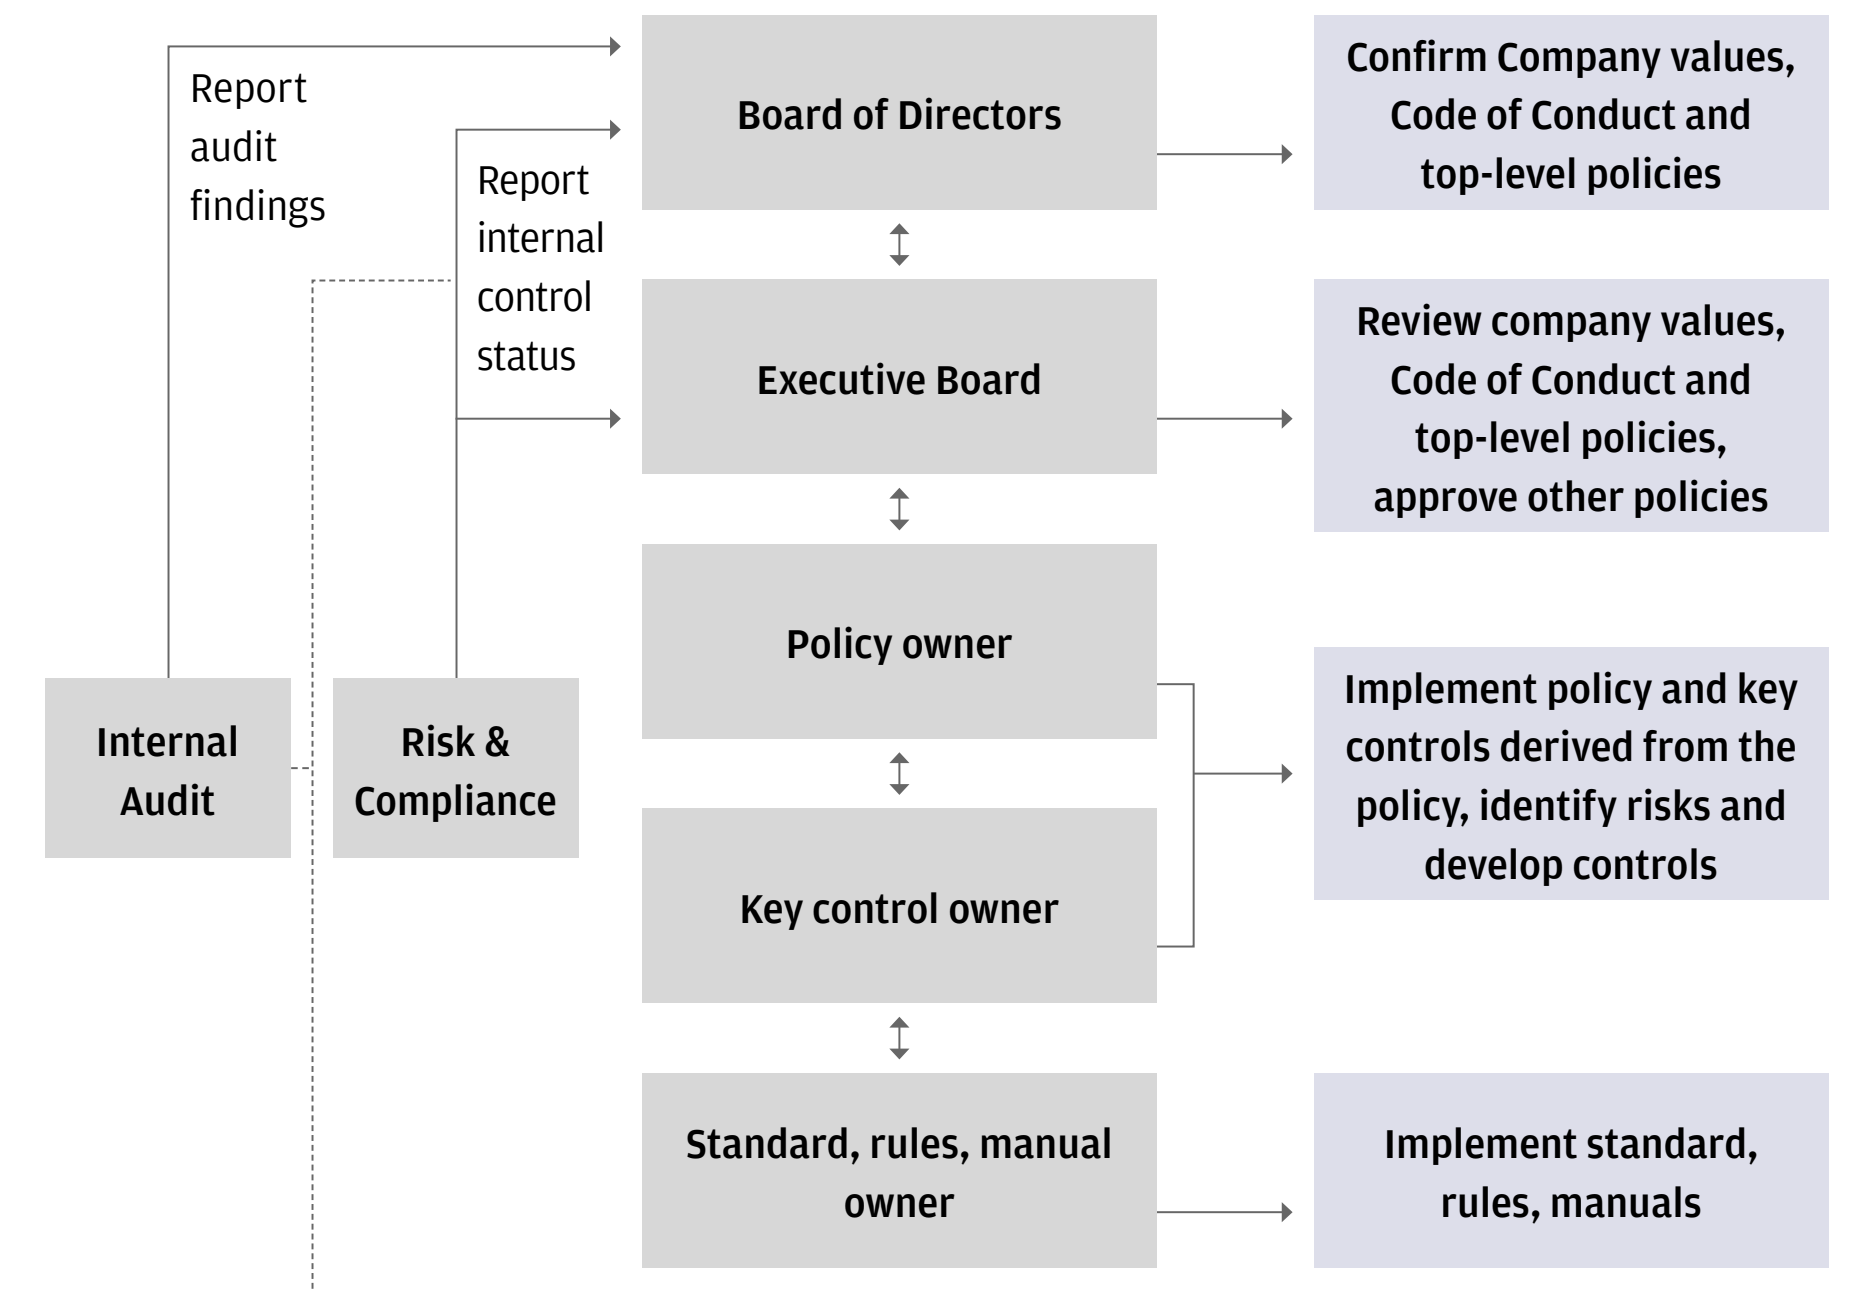 Report
audit
findings
Report
internal
control
status
Board of Directors
Confirm Company values,
Code of Conduct and
top-level policies
Executive Board
Review company values,
Code of Conduct and
top-level policies,
approve other policies
Internal
Audit
Risk &
Compliance
Policy owner
Key control owner
Implement policy and key
controls derived from the
policy, identify risks and
develop controls
Standard, rules, manual
owner
Implement standard,
rules, manuals